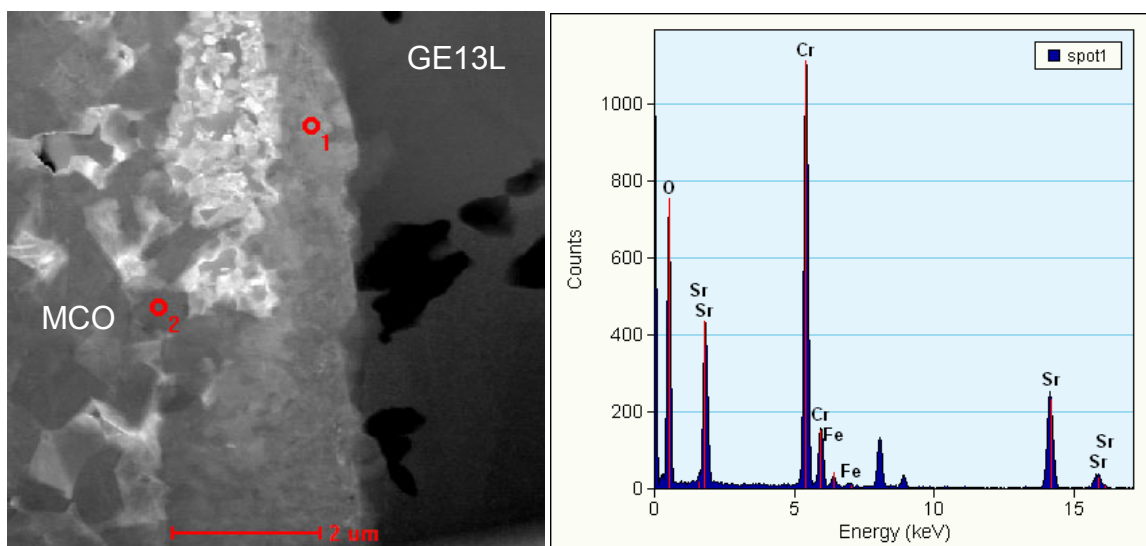 GE13L
1
MCO
2
2 um
spot1
Counts
1000
800
600
400
200
0
O
Sr
Sr
Cr
Cr
Fe
Fe
Sr
Sr
Sr
0
5
10
15
Energy (keV)